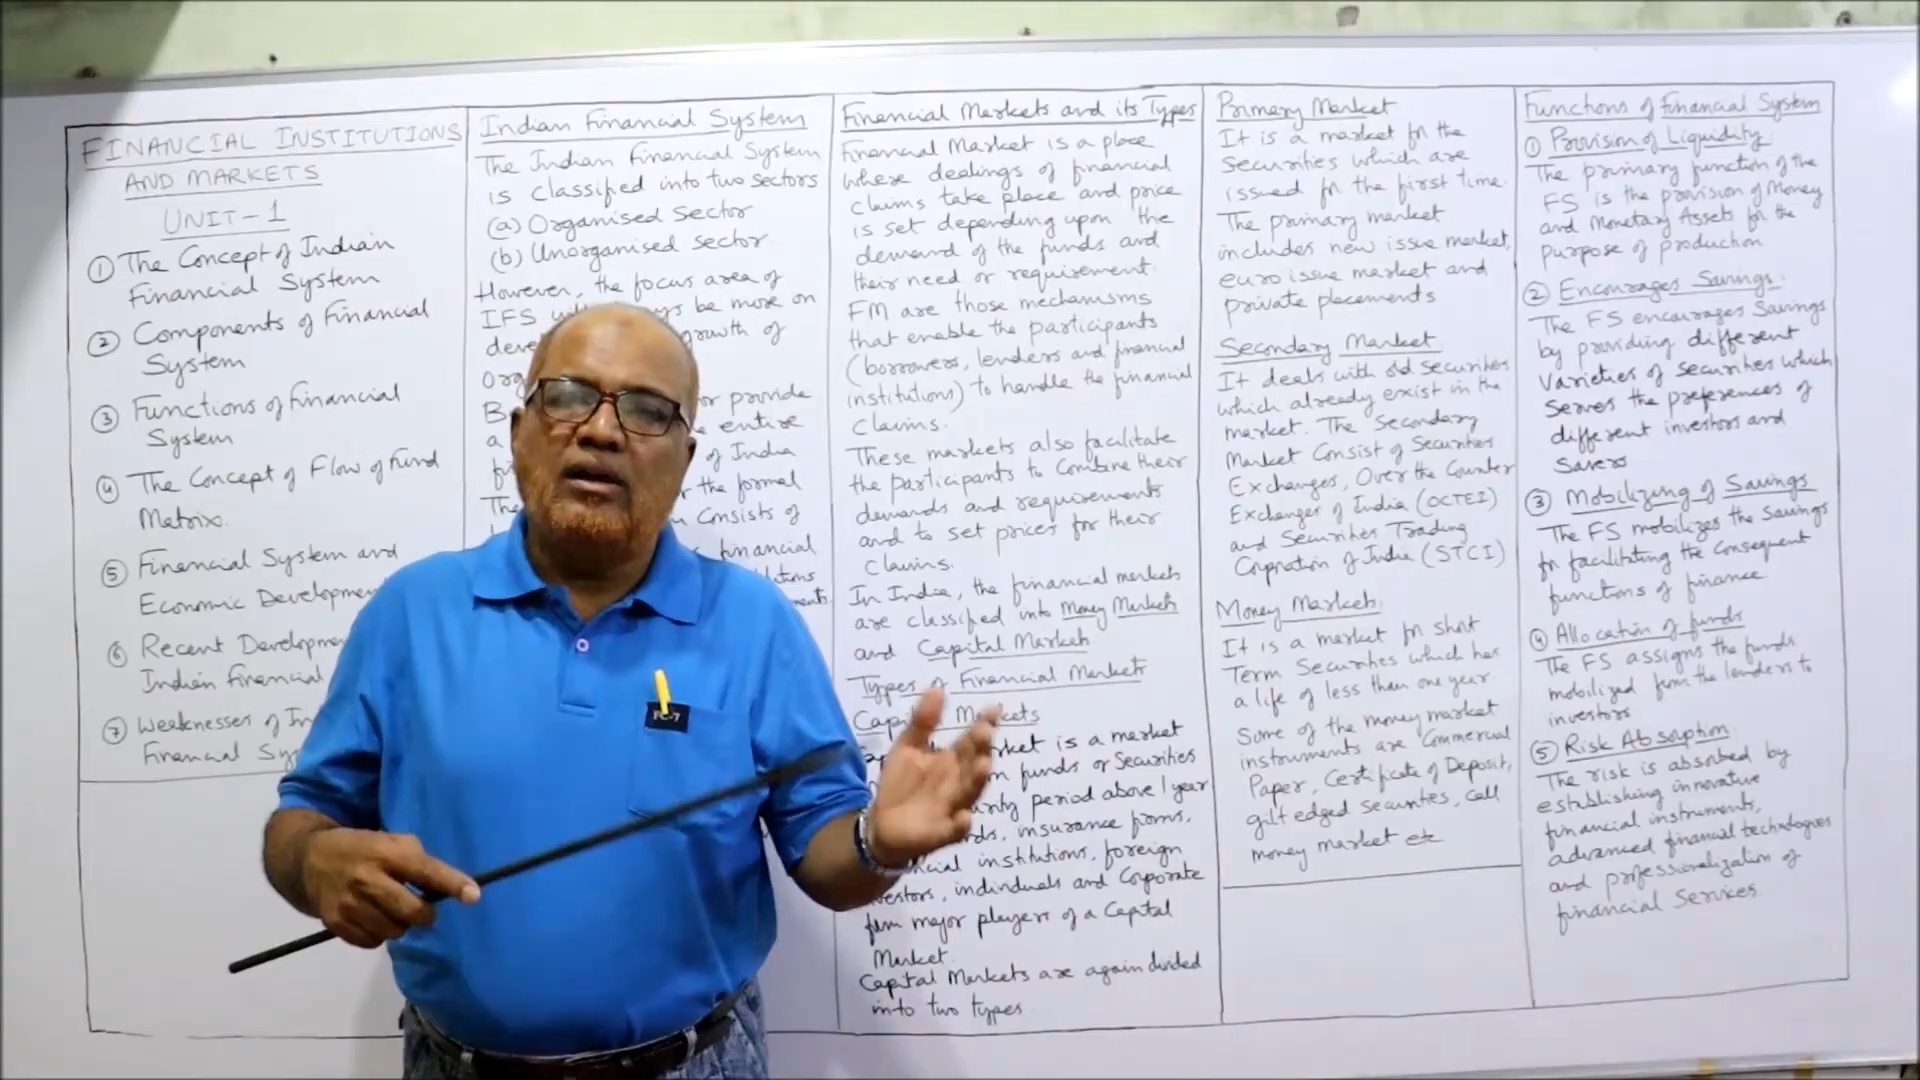 FINANCIAL INSTITUTIONS
AND MARKETS
UNIT-1
① The Concept of Indian
Financial System
② Components of Financial
System
③ Functions of Financial
System
④ The Concept of Flow of Fund
Matrix.
⑤ Financial System and
Economic
⑥ Recent
Indian Financial
⑦ Weaknesses of
Financial
Indian Financial System
The Indian Financial System
is classified into two sectors
(a) Organised Sector
(b) Unorganised Sector.
However, the focus area of
IFS be more on
growth of
or provide
a entire
of India
The the formal
Consists of
financial
Financial Markets and its Types
Financial Market is a place
where dealings of financial
claims take place and price
is set depending upon the
demand of the funds and
their need or requirement.
FM are those mechanisms
that enable the participants
(borrowers, lenders and financial
institutions) to handle the financial
claims.
These markets also facilitate
the participants to Combine their
demands and requirements
and to set prices for their
claims.
In India, the financial markets
are classified into Money Markets
and Capital Markets.
Types of Financial Markets
Capital Markets
is a market
funds or Securities
period above 1 year
insurance firms,
institutions, foreign
individuals and Corporate
firm major players of a Capital
Market.
Capital Markets are again divided
into two types
Primary Market
It is a market for the
securities which are
issued for the first time.
The primary market
includes new issue market,
euro issue market and
private placements
Secondary Market
It deals with old securities
which already exist in the
market. The Secondary
Market Consist of Securities
Exchanges, Over the Counter
Exchanges of India (OCTEI)
and Securities Trading
Corporation of India (STCI)
Money Markets.
It is a market for short
Term Securities which has
a life of less than one year
Some of the money market
instruments are Commercial
Paper, Certificate of Deposit,
gilt edged securities, call
money market etc
Functions of Financial System
① Provision of Liquidity
The primary function of the
FS is the provision of Money
and Monetary Assets for the
purpose of production
② Encourages Savings.
The FS encourages Savings
by providing different
varieties of securities which
serves the preferences of
different investors and
Savers
③ Mobilizing of Savings
The FS mobilizes the savings
for facilitating the Consequent
functions of finance
④ Allocation of funds
The FS assigns the funds
mobilized from the lenders to
investors
⑤ Risk Absorption
The risk is absorbed by
establishing innovative
financial instruments,
advanced financial technologies
and professionalization of
financial services